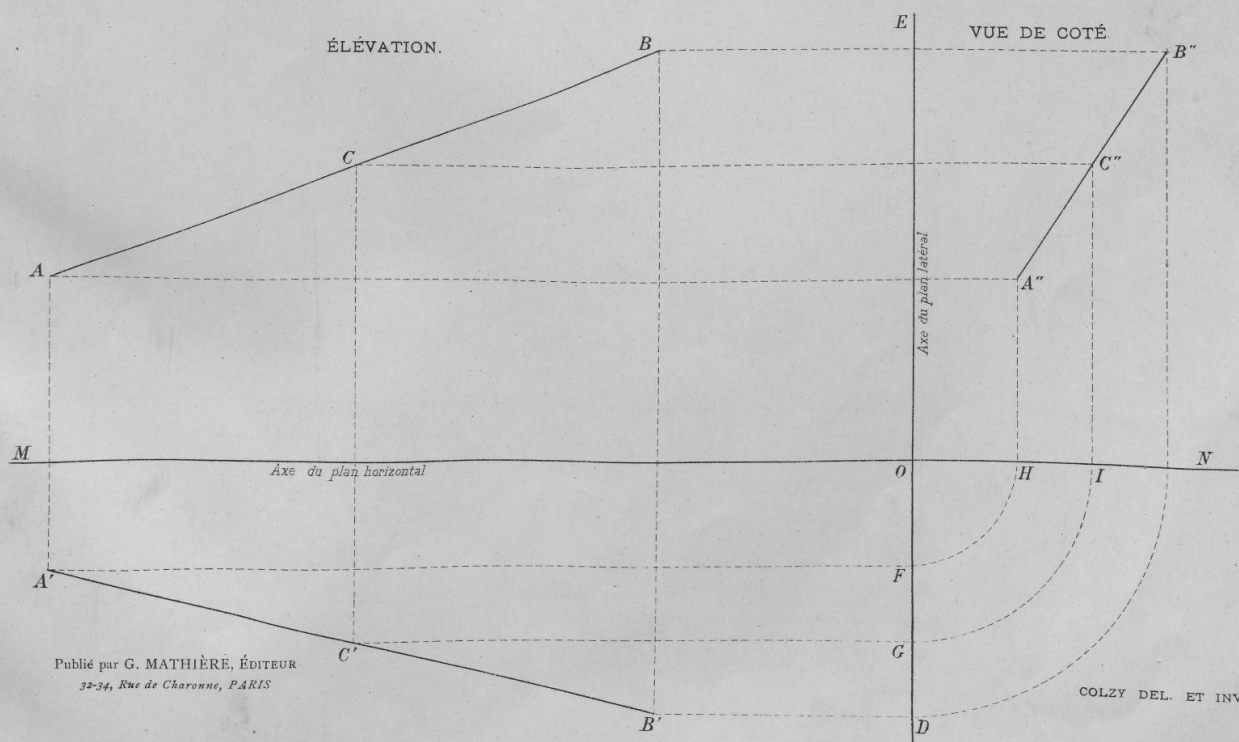 E
ÉLÉVATION.
VUE DE COTÉ
B
B″
C
C″
A
A″
Axe du plan latéral
M
N
Axe du plan horizontal
O
H
I
A′
F
C′
G
Publié par G. MATHIÈRE, ÉDITEUR
32-34, Rue de Charonne, PARIS
COLZY DEL. ET INV
B′
D